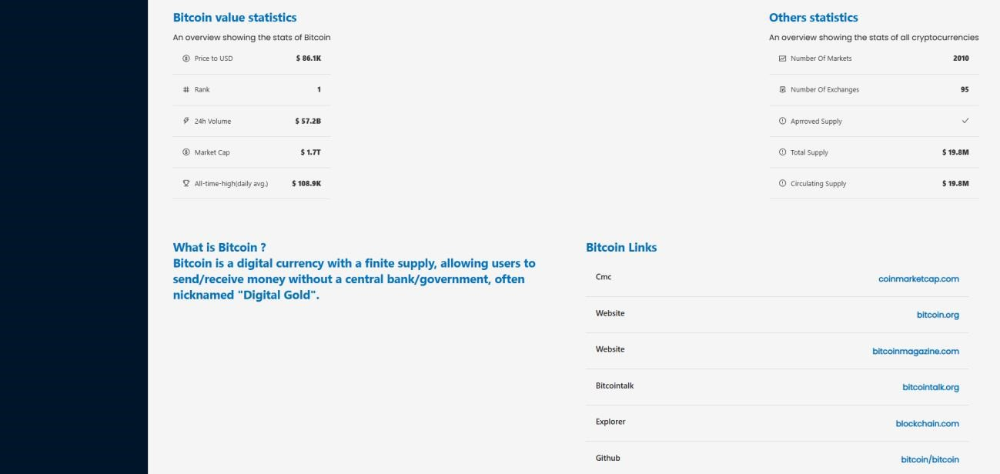 Bitcoin value statistics
An overview showing the stats of Bitcoin
Price to USD $ 86.1K
Rank 1
24h Volume $ 57.2B
Market Cap $ 1.7T
All-time-high(daily avg.) $ 108.9K
Others statistics
An overview showing the stats of all cryptocurrencies
Number Of Markets 2010
Number Of Exchanges 95
Aprroved Supply
Total Supply $ 19.8M
Circulating Supply $ 19.8M
What is Bitcoin ?
Bitcoin is a digital currency with a finite supply, allowing users to
send/receive money without a central bank/government, often
nicknamed "Digital Gold".
Bitcoin Links
Cmc coinmarketcap.com
Website bitcoin.org
Website bitcoinmagazine.com
Bitcointalk bitcointalk.org
Explorer blockchain.com
Github bitcoin/bitcoin